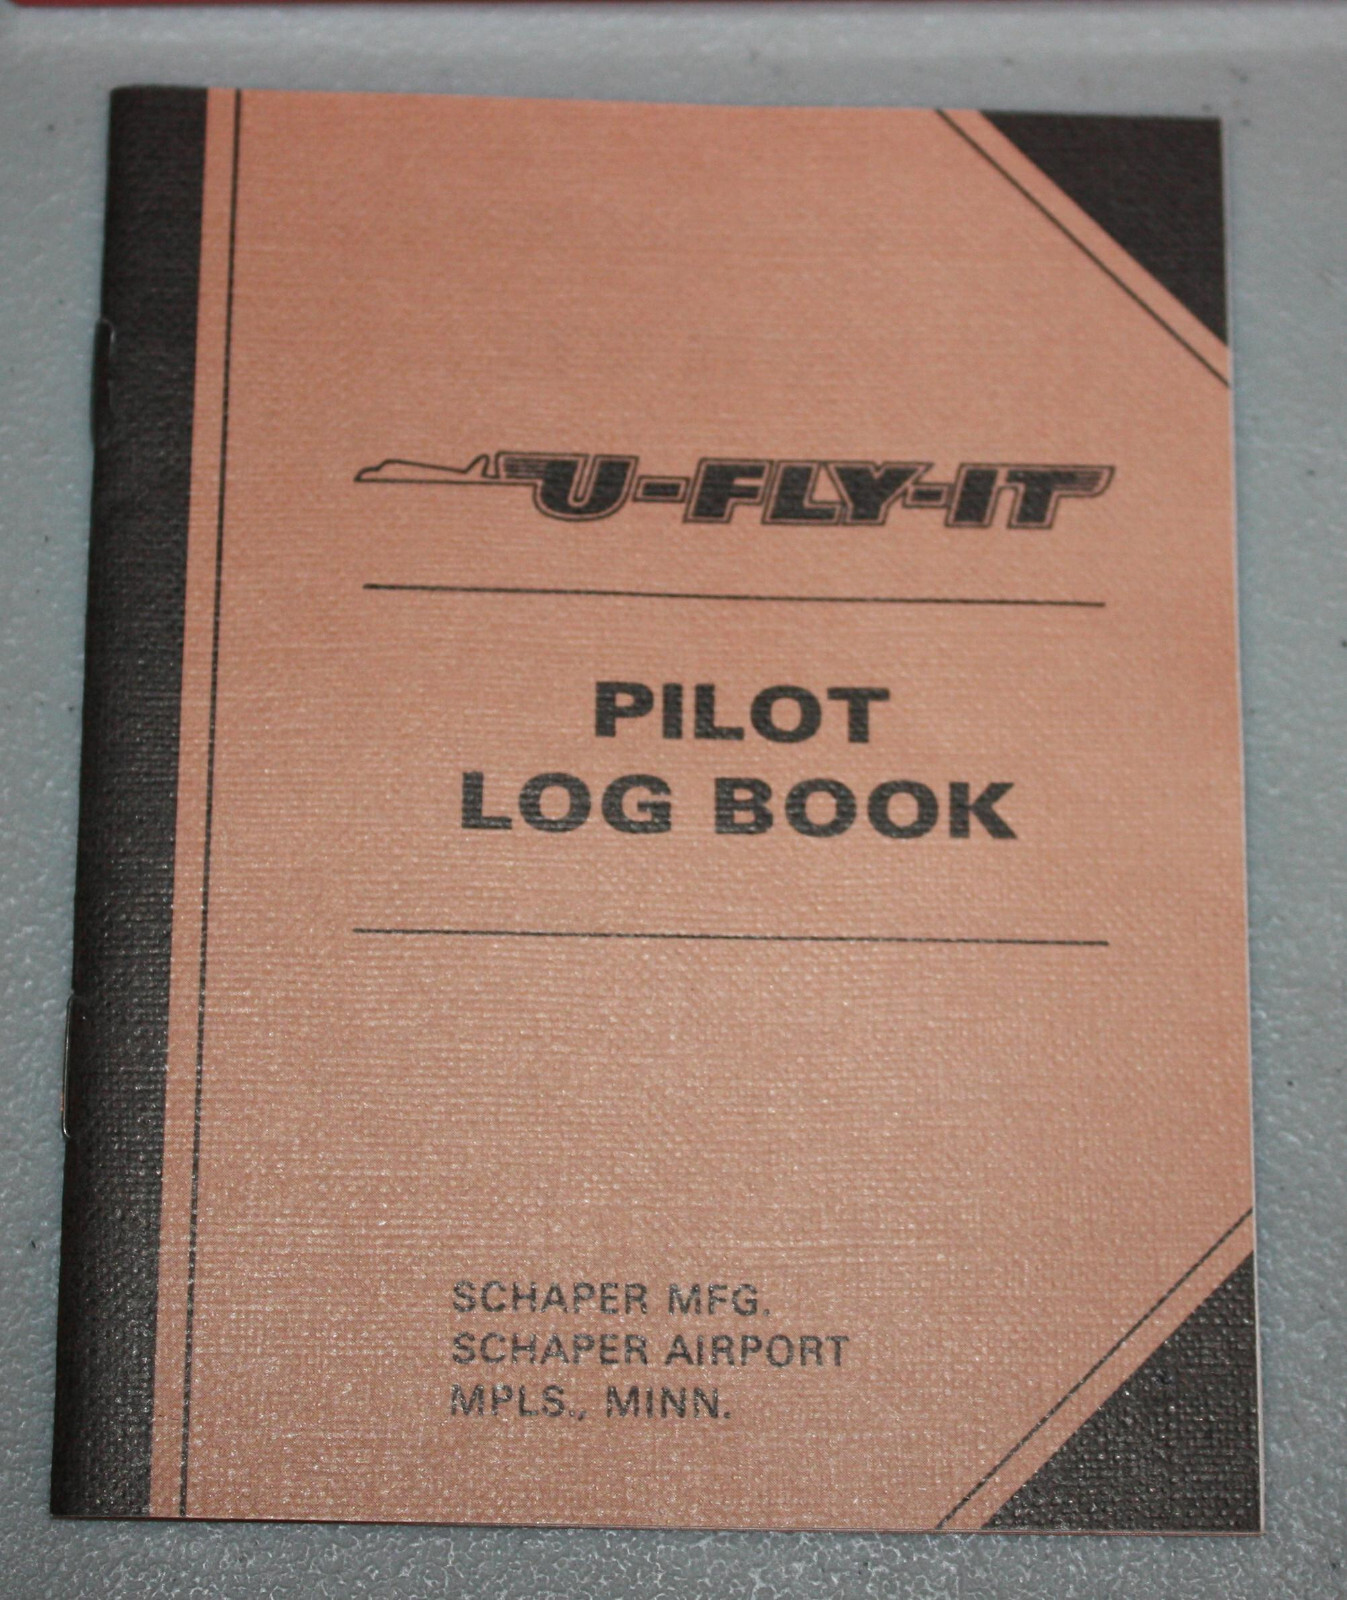 U-FLY-IT
PILOT
LOG BOOK
SCHAPER MFG.
SCHAPER AIRPORT
MPLS., MINN.